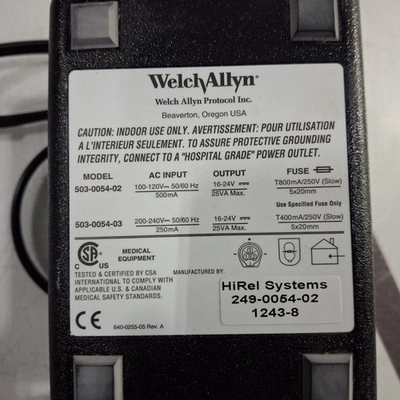 WelchAllyn®
Welch Allyn Protocol Inc.
Beaverton, Oregon USA
CAUTION: INDOOR USE ONLY. AVERTISSEMENT: POUR UTILISATION
A L'INTERIEUR SEULEMENT. TO ASSURE PROTECTIVE GROUNDING
INTEGRITY, CONNECT TO A "HOSPITAL GRADE" POWER OUTLET.
MODEL AC INPUT OUTPUT FUSE
503-0054-02 100-120V~ 50/60 Hz 16-24V T800mA/250V (Slow)
500mA 25VA Max. 5x20mm
Use Specified Fuse Only
503-0054-03 200-240V~ 50/60 Hz 16-24V T400mA/250V (Slow)
250mA 25VA Max. 5x20mm
CSA® C US MEDICAL
EQUIPMENT
TESTED & CERTIFIED BY CSA
INTERNATIONAL TO COMPLY WITH
APPLICABLE U.S. & CANADIAN
MEDICAL SAFETY STANDARDS.
MANUFACTURED BY:
HiRel Systems
249-0054-02
1243-8
CE 640-0255-05 Rev. A